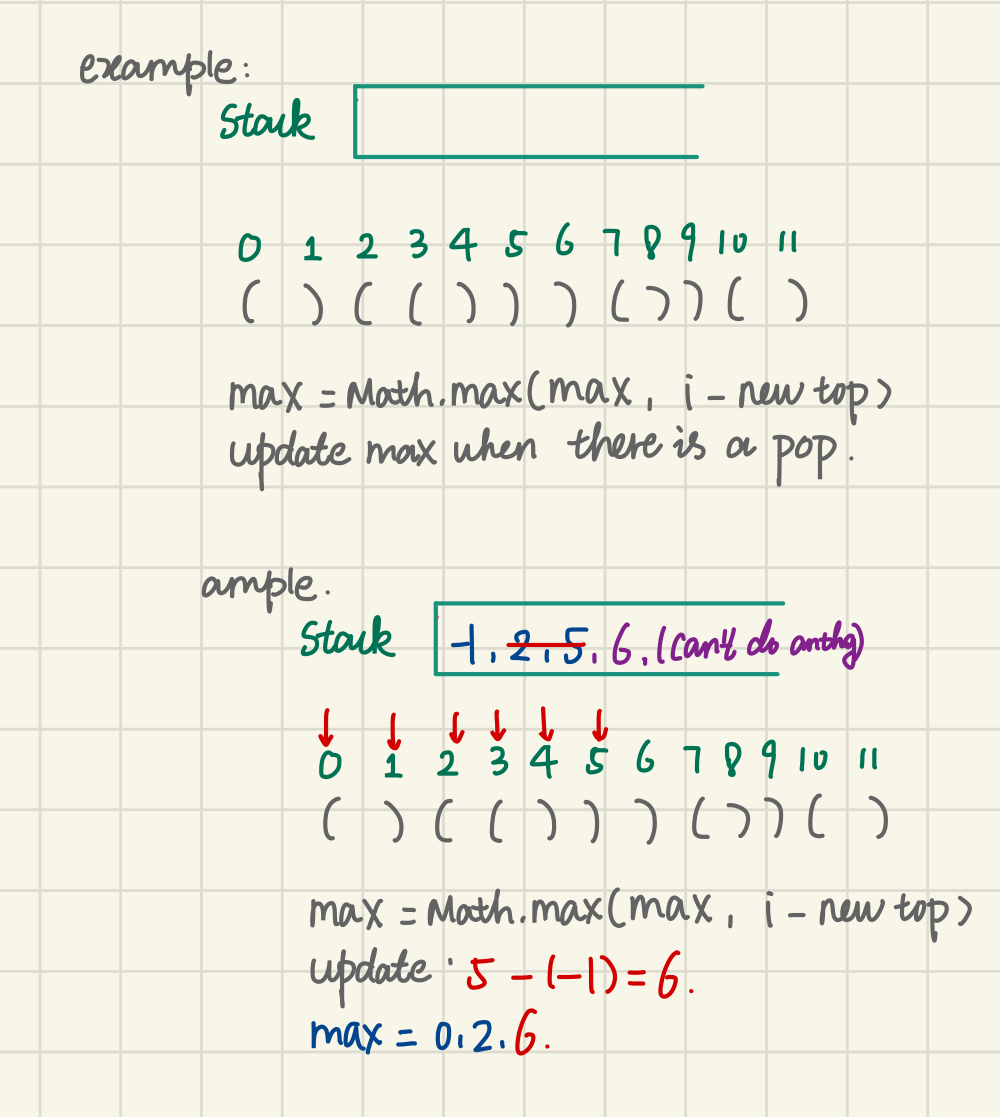 example:
Stack
0 1 2 3 4 5 6 7 8 9 10 11
( ) ( ( ) ) ) ( ) ) ( )
max = Math.max(max, i - new top)
update max when there is a pop.
ample.
Stack -1, 2, 5, 6, (can't do anthg)
0 1 2 3 4 5 6 7 8 9 10 11
( ) ( ( ) ) ) ( ) ) ( )
max = Math.max(max, i - new top)
update · 5 - (-1) = 6.
max = 0, 2, 6.